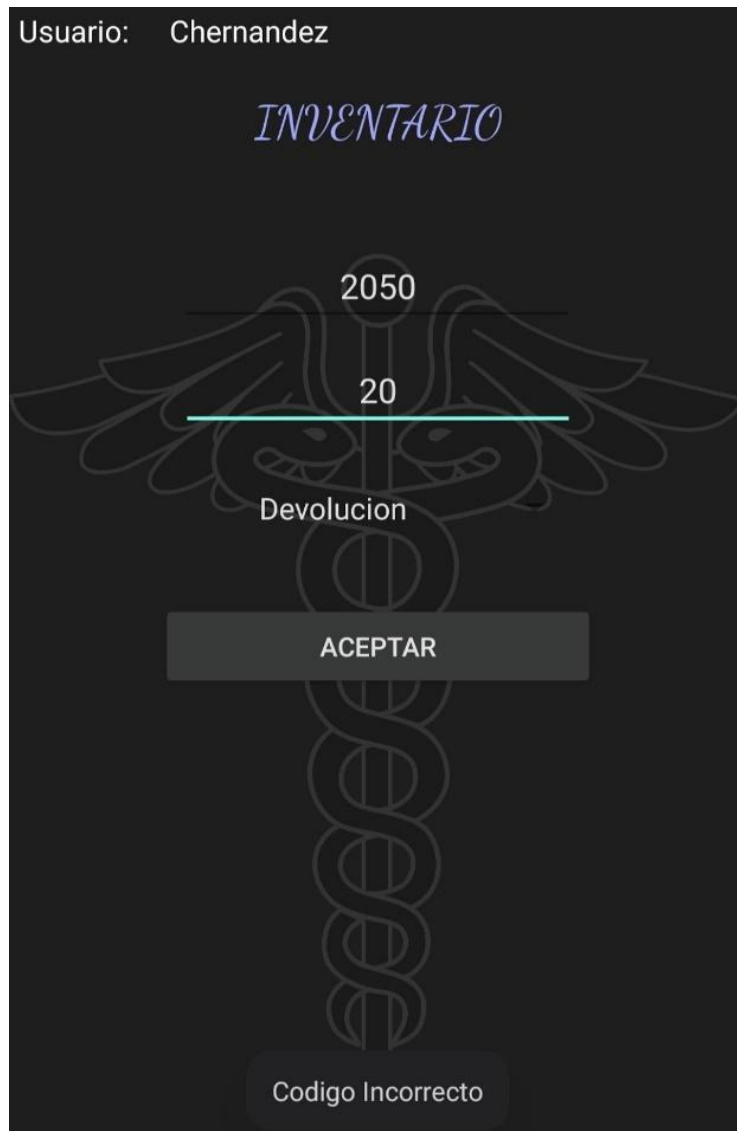 Usuario: Chernandez
INVENTARIO
2050
20
Devolucion
ACEPTAR
Codigo Incorrecto